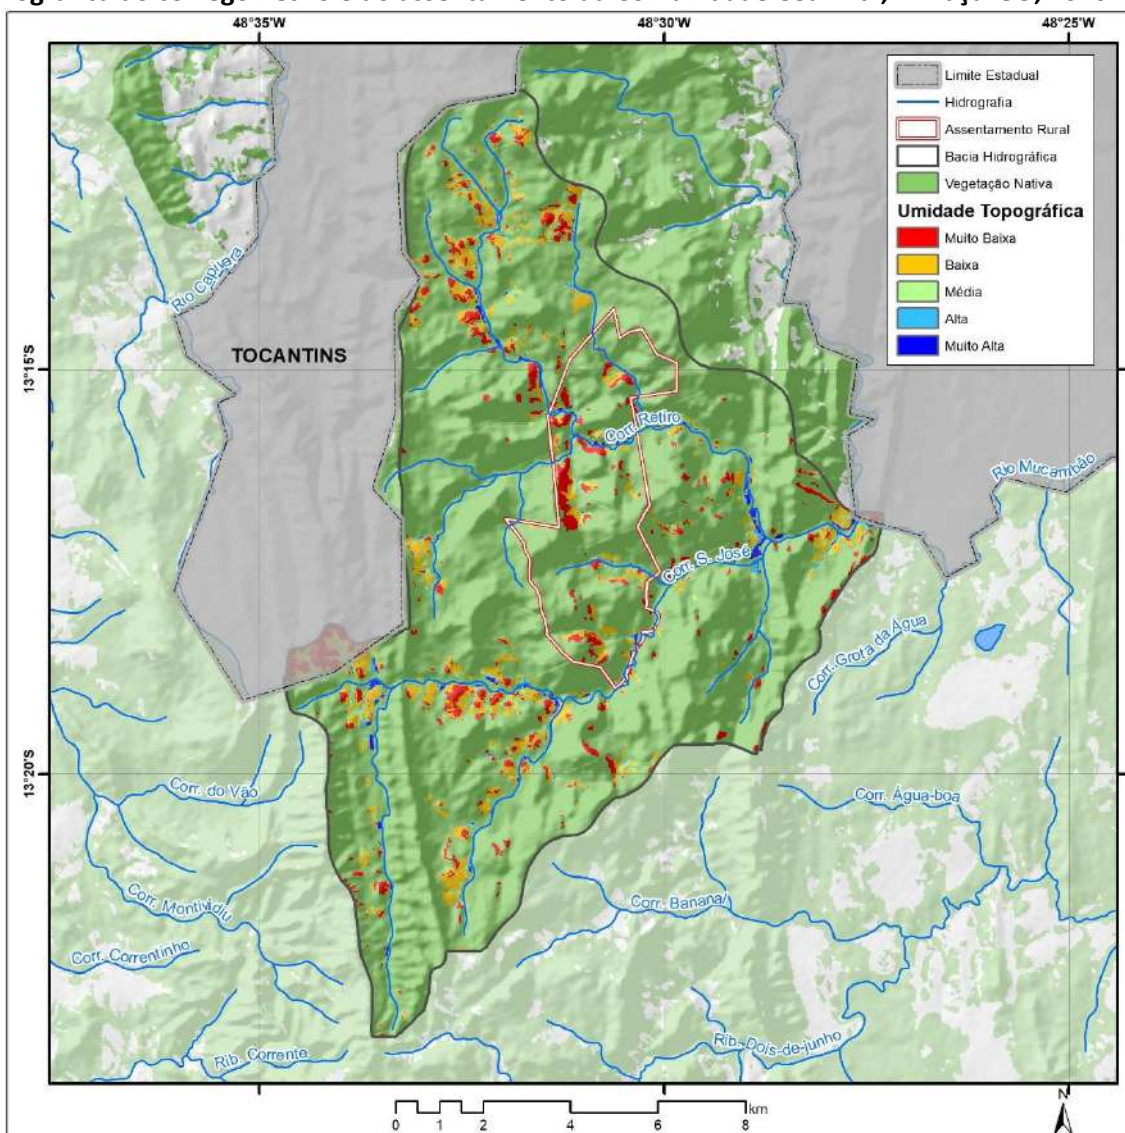 48°35'W
48°30'W
48°25'W
Limite Estadual
Hidrografia
Assentamento Rural
Bacia Hidrográfica
Vegetação Nativa
Umidade Topográfica
Muito Baixa
Baixa
Média
Alta
Muito Alta
Rio Capivara
TOCANTINS
13°15'S
Corr. Retiro
Rio Mucambão
Corr. S. José
Corr. Grota da Água
13°20'S
Corr. do Vão
Corr. Água-boa
Corr. Montividiu
Corr. Bananal
Corr. Correntinho
Rib. Corrente
Rib. Dois-de-junho
0 1 2 4 6 8 km
N